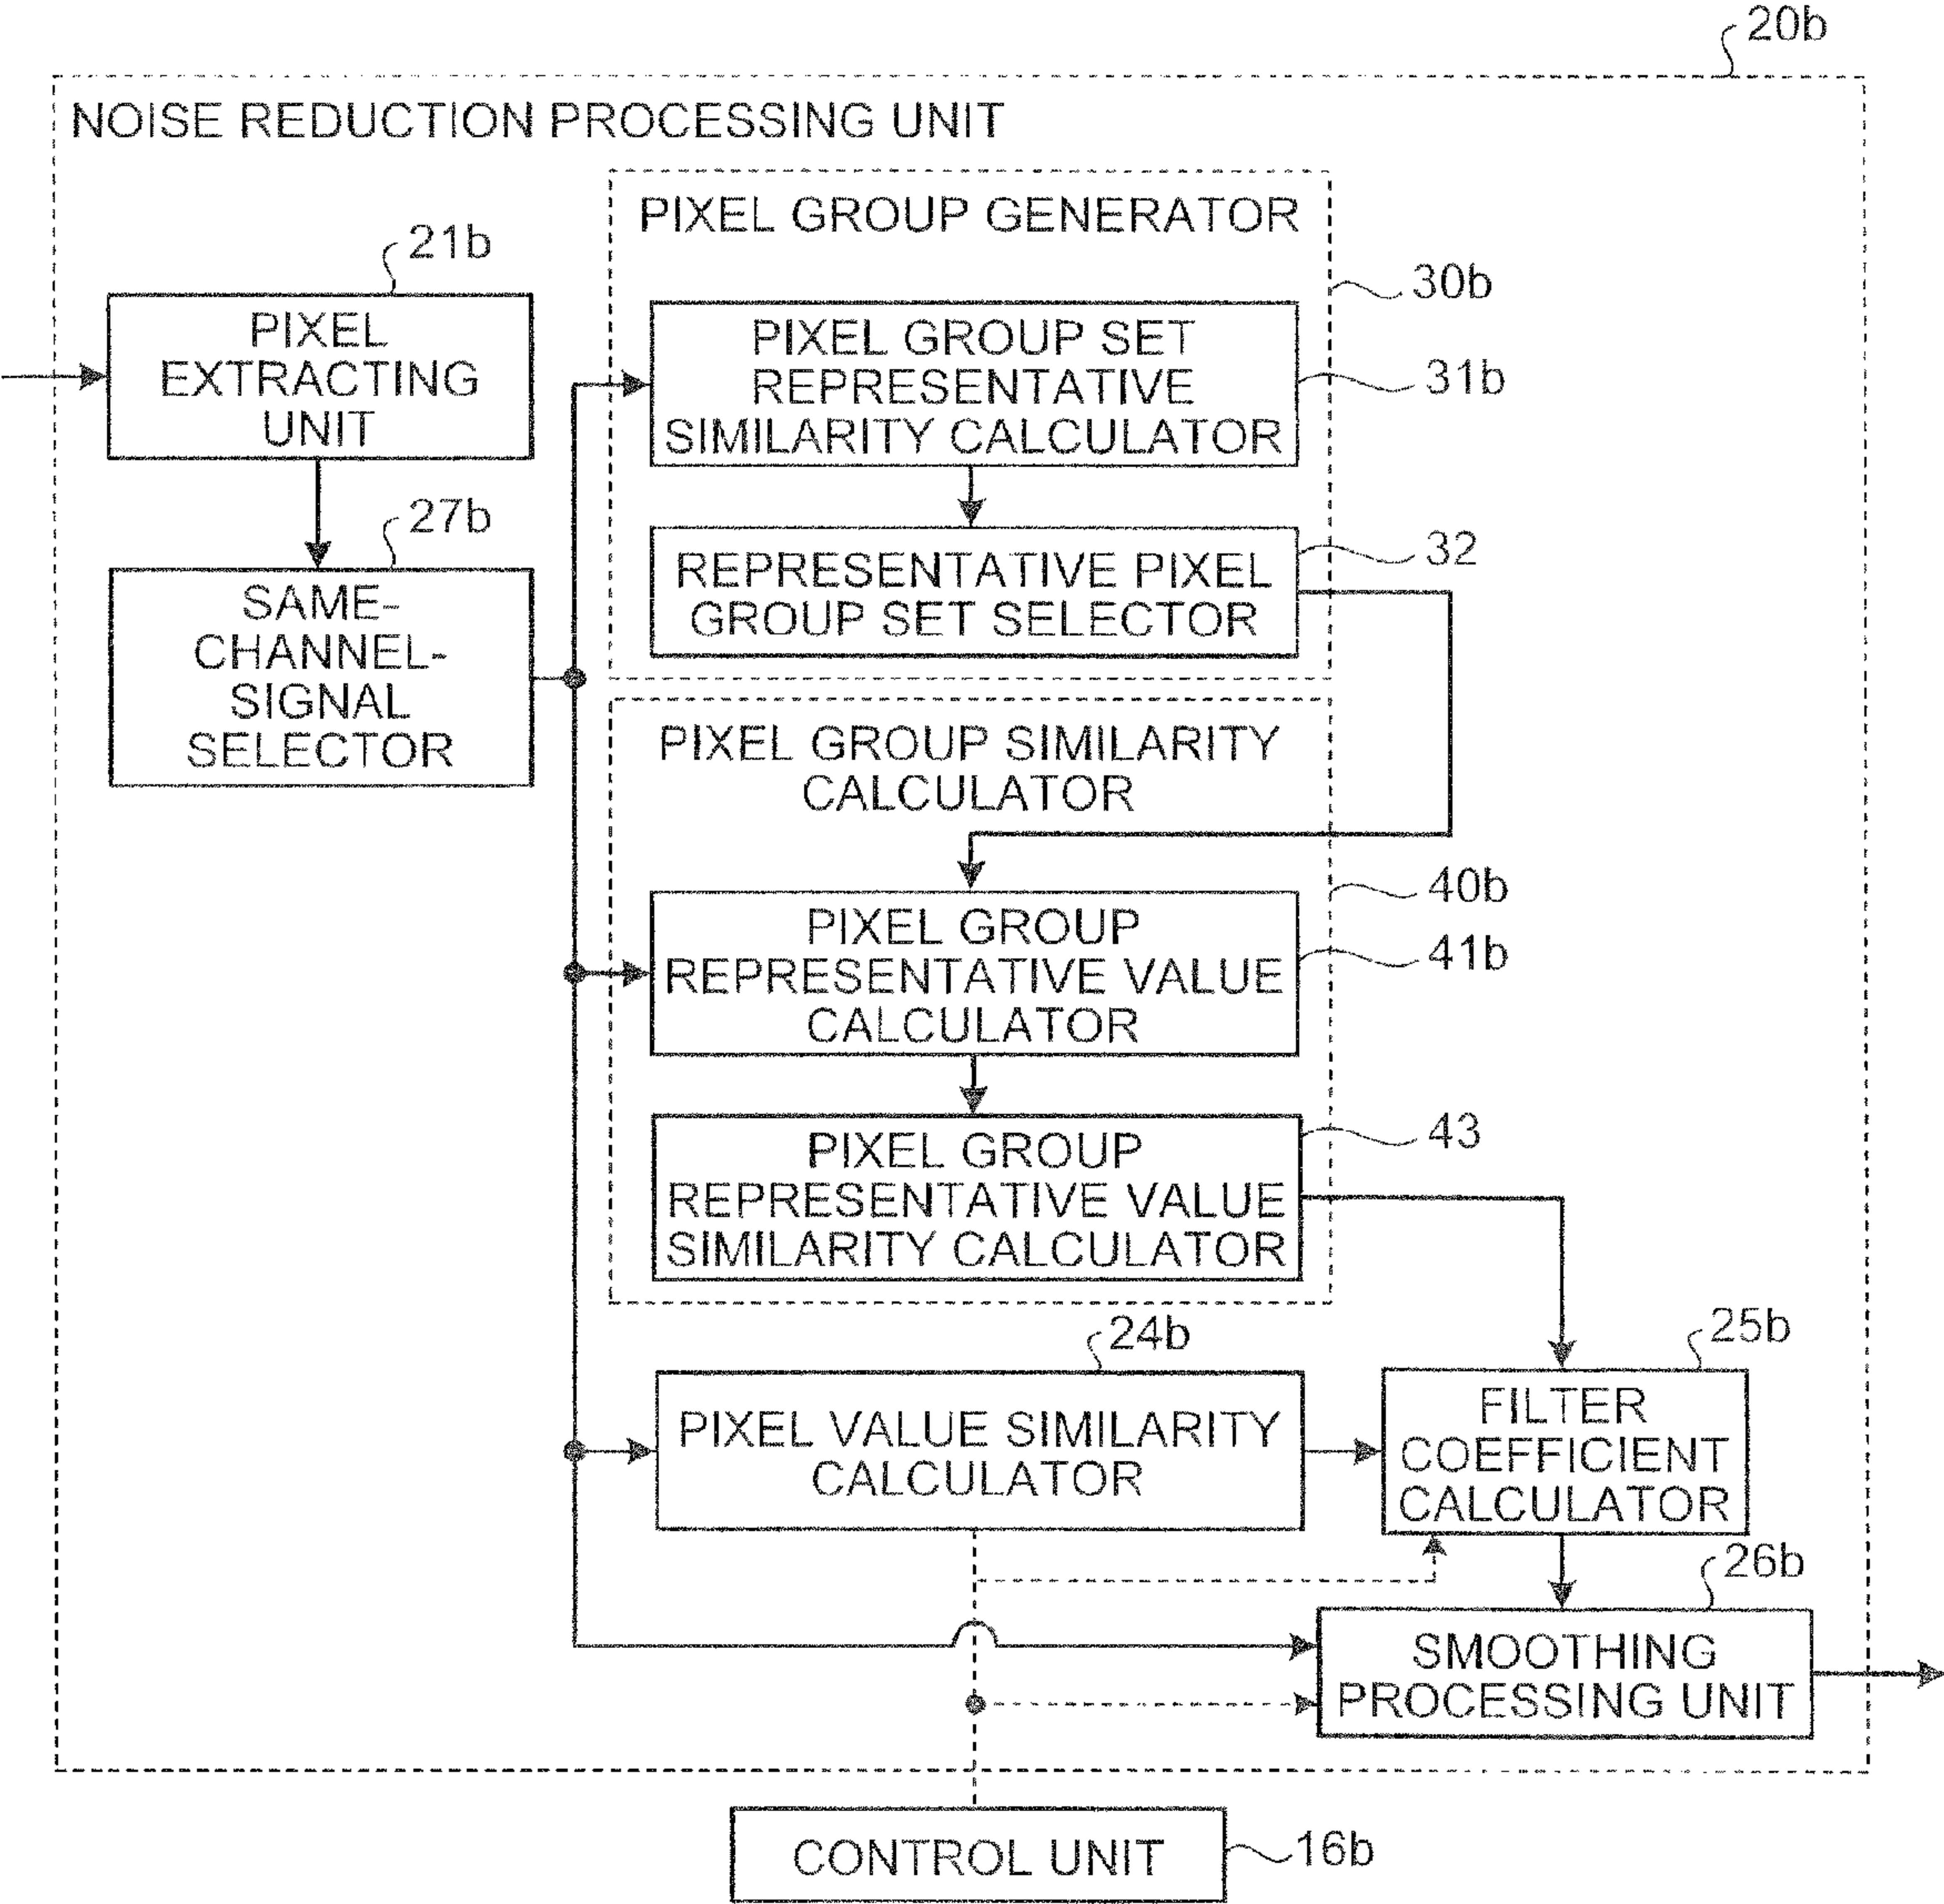 20b
NOISE REDUCTION PROCESSING UNIT
PIXEL GROUP GENERATOR
21b
30b
PIXEL
EXTRACTING
UNIT
PIXEL GROUP SET
REPRESENTATIVE
SIMILARITY CALCULATOR
31b
27b
32
SAME-
CHANNEL-
SIGNAL
SELECTOR
REPRESENTATIVE PIXEL
GROUP SET SELECTOR
PIXEL GROUP SIMILARITY
CALCULATOR
40b
PIXEL GROUP
REPRESENTATIVE VALUE
CALCULATOR
41b
43
PIXEL GROUP
REPRESENTATIVE VALUE
SIMILARITY CALCULATOR
24b
25b
PIXEL VALUE SIMILARITY
CALCULATOR
FILTER
COEFFICIENT
CALCULATOR
26b
SMOOTHING
PROCESSING UNIT
CONTROL UNIT
16b